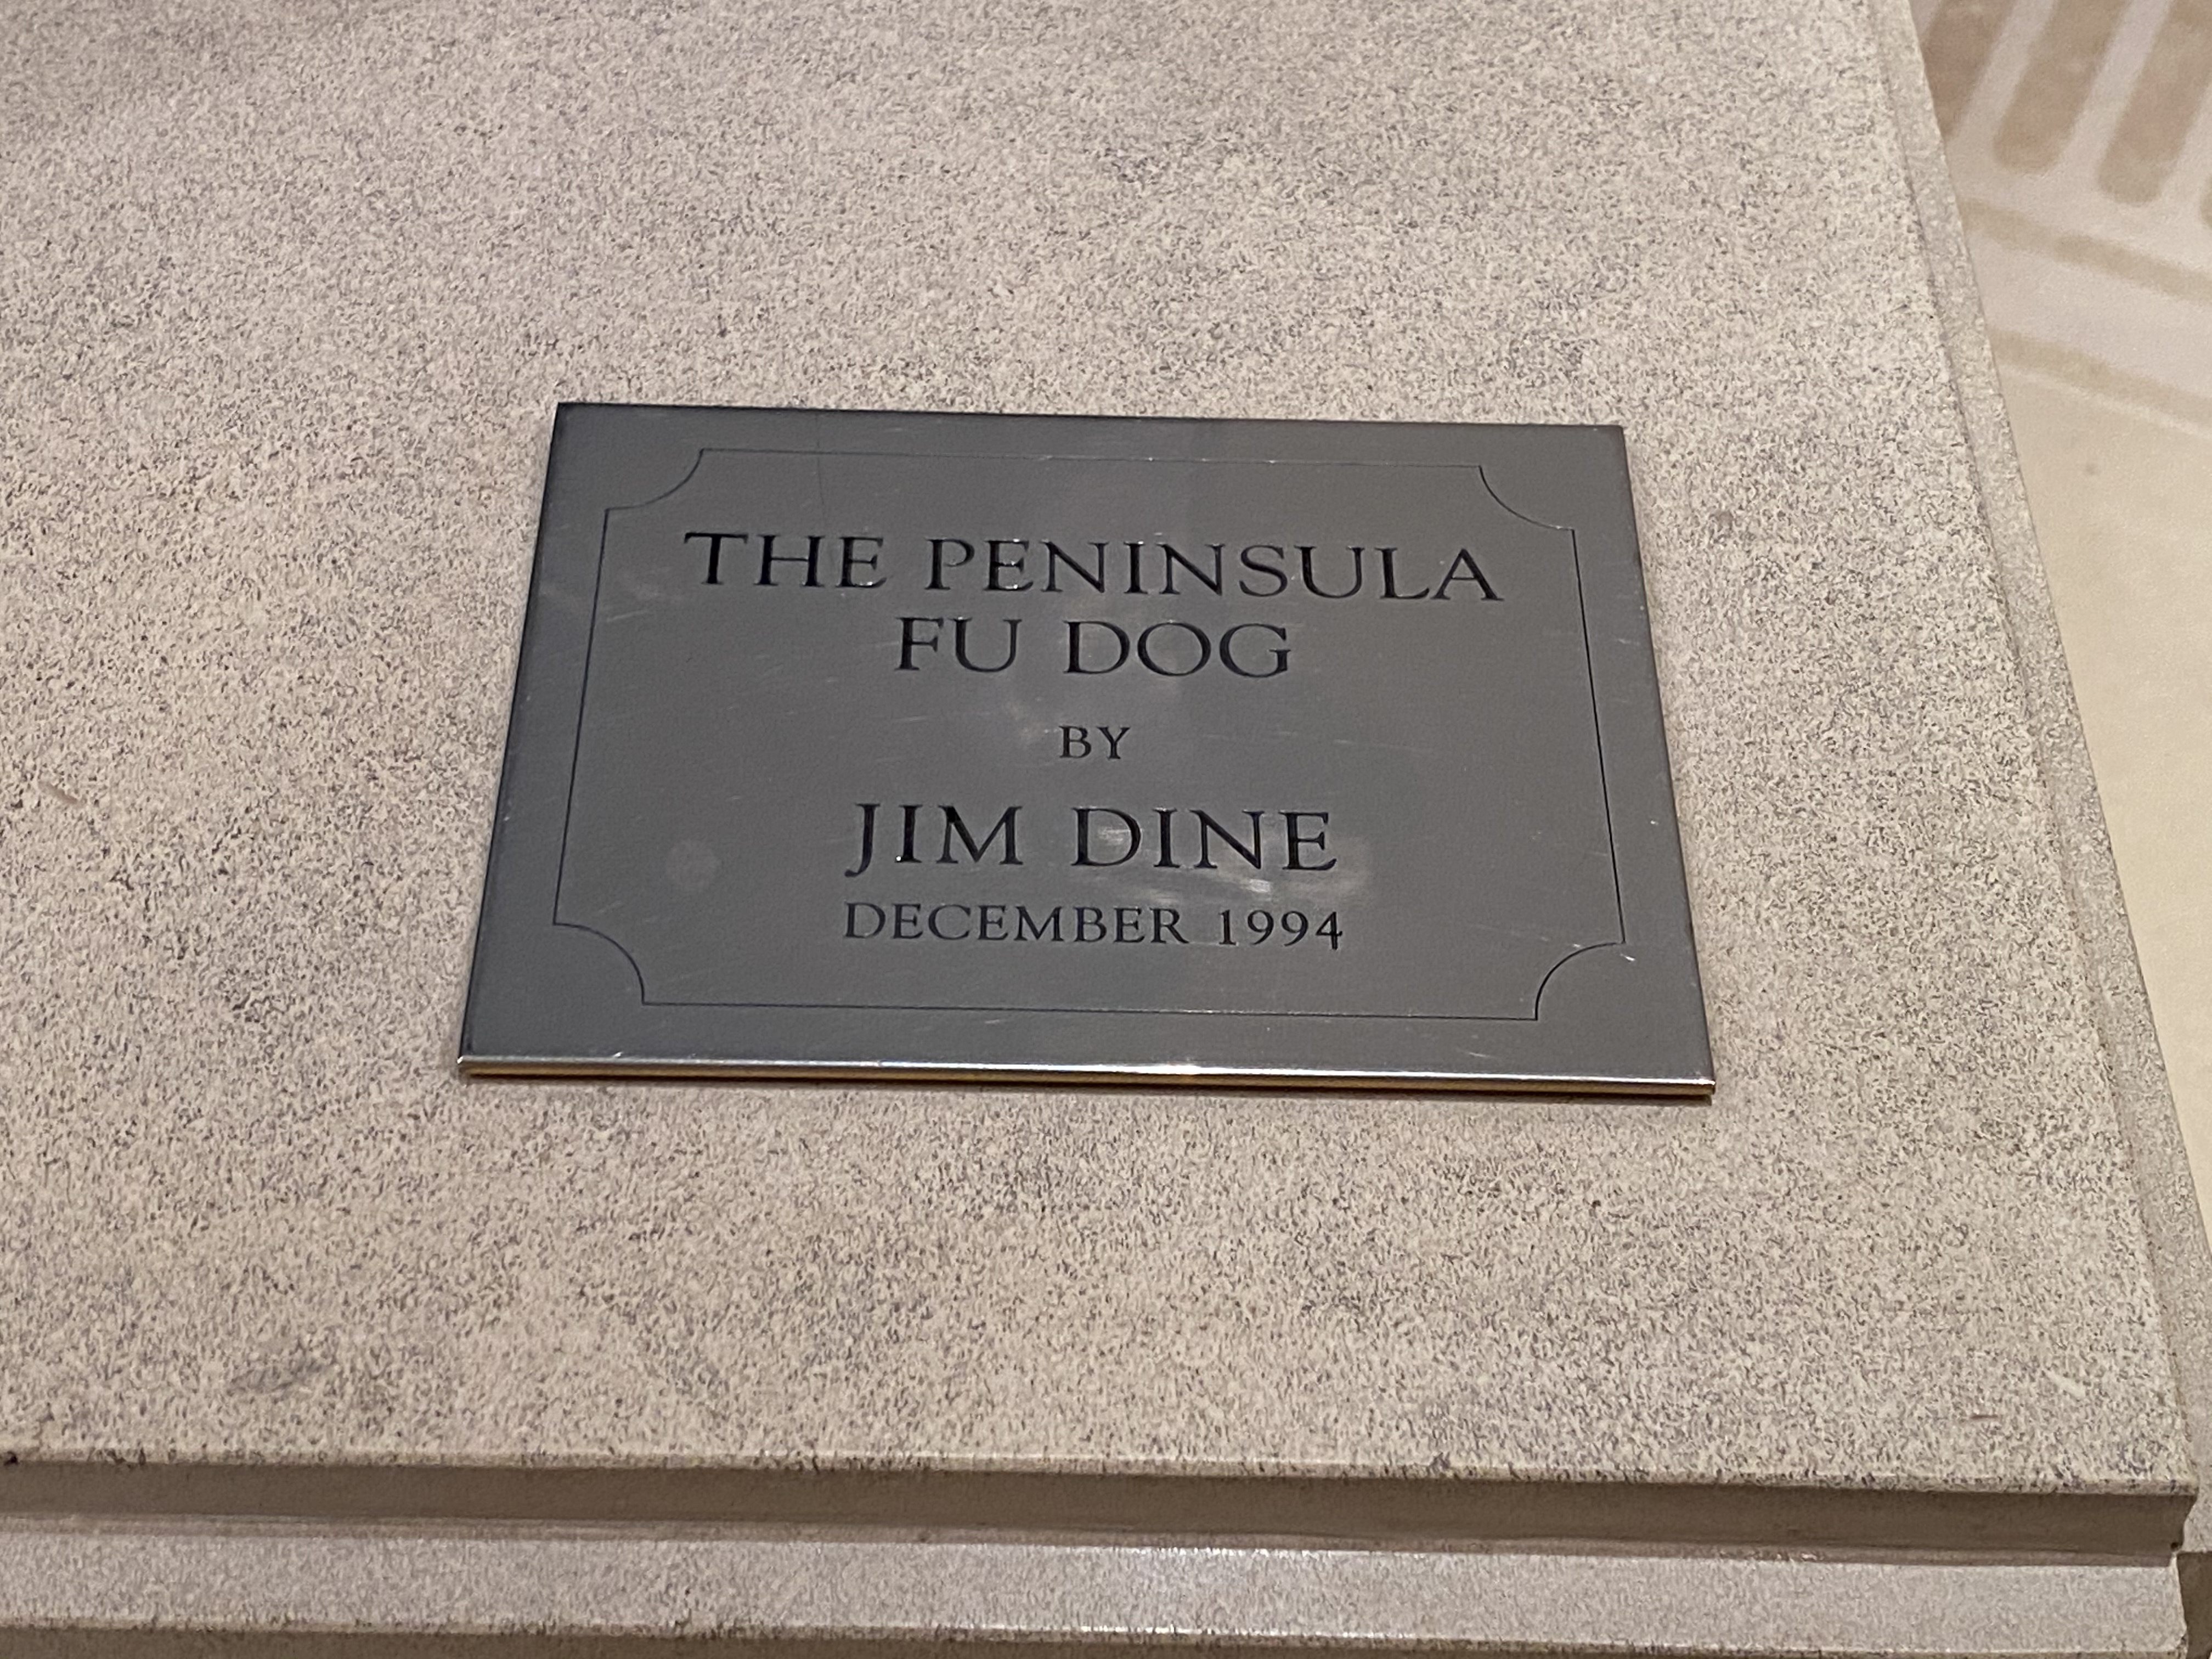 THE PENINSULA
FU DOG
BY
JIM DINE
DECEMBER 1994